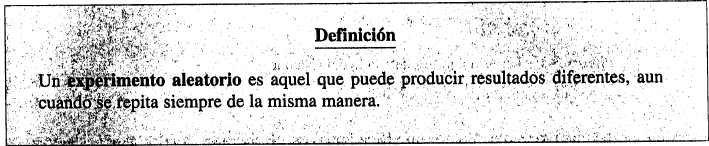 Definición
Un experimento aleatorio es aquel que puede producir resultados diferentes, aun
cuando se repita siempre de la misma manera.